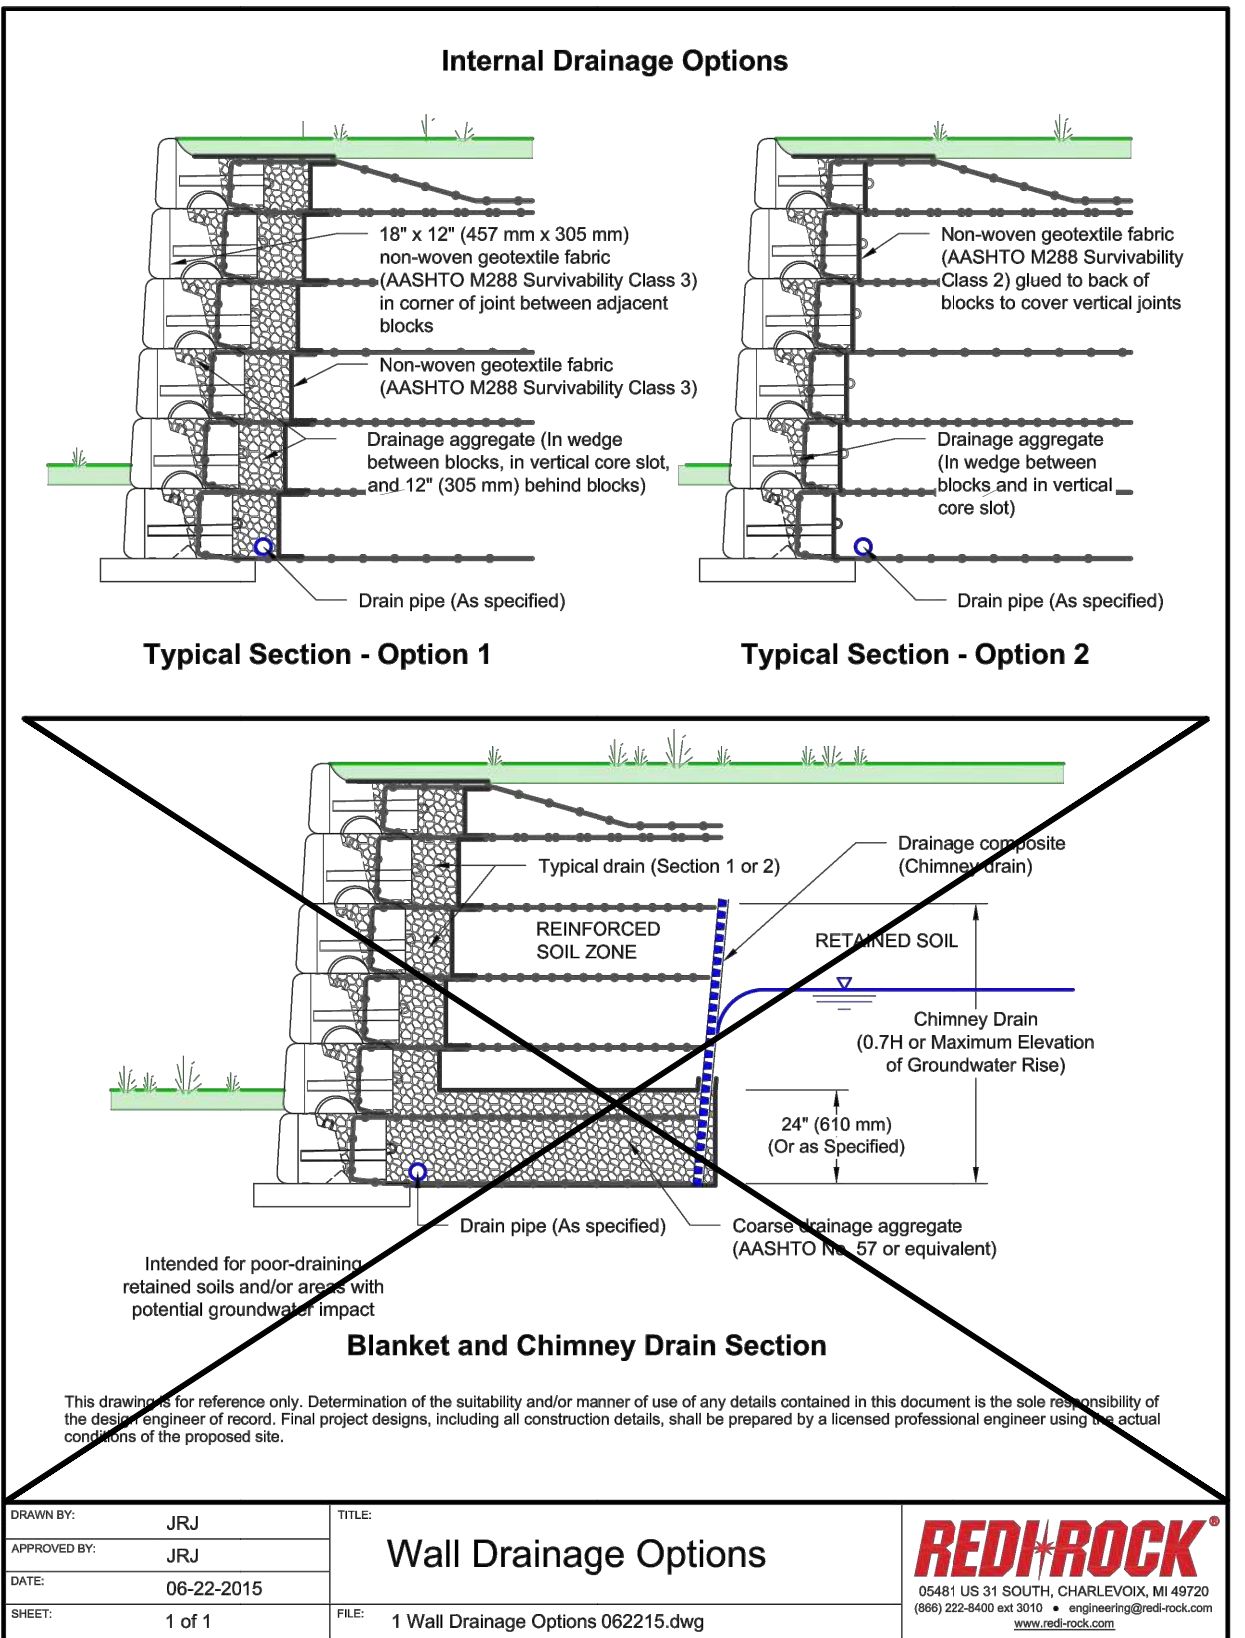 Internal Drainage Options
18" x 12" (457 mm x 305 mm)
non-woven geotextile fabric
(AASHTO M288 Survivability Class 3)
in corner of joint between adjacent
blocks
Non-woven geotextile fabric
(AASHTO M288 Survivability Class 3)
Drainage aggregate (In wedge
between blocks, in vertical core slot,
and 12" (305 mm) behind blocks)
Drain pipe (As specified)
Typical Section - Option 1
Non-woven geotextile fabric
(AASHTO M288 Survivability
Class 2) glued to back of
blocks to cover vertical joints
Drainage aggregate
(In wedge between
blocks and in vertical
core slot)
Drain pipe (As specified)
Typical Section - Option 2
Drainage composite
(Chimney drain)
Typical drain (Section 1 or 2)
REINFORCED
SOIL ZONE
RETAINED SOIL
Chimney Drain
(0.7H or Maximum Elevation
of Groundwater Rise)
24" (610 mm)
(Or as Specified)
Drain pipe (As specified)
Coarse drainage aggregate
(AASHTO No. 57 or equivalent)
Intended for poor-draining
retained soils and/or areas with
potential groundwater impact
Blanket and Chimney Drain Section
This drawing is for reference only. Determination of the suitability and/or manner of use of any details contained in this document is the sole responsibility of
the design engineer of record. Final project designs, including all construction details, shall be prepared by a licensed professional engineer using the actual
conditions of the proposed site.
DRAWN BY:
JRJ
APPROVED BY:
JRJ
DATE:
06-22-2015
SHEET:
1 of 1
TITLE:
Wall Drainage Options
FILE:
1 Wall Drainage Options 062215.dwg
REDI ROCK®
05481 US 31 SOUTH, CHARLEVOIX, MI 49720
(866) 222-8400 ext 3010 • engineering@redi-rock.com
www.redi-rock.com